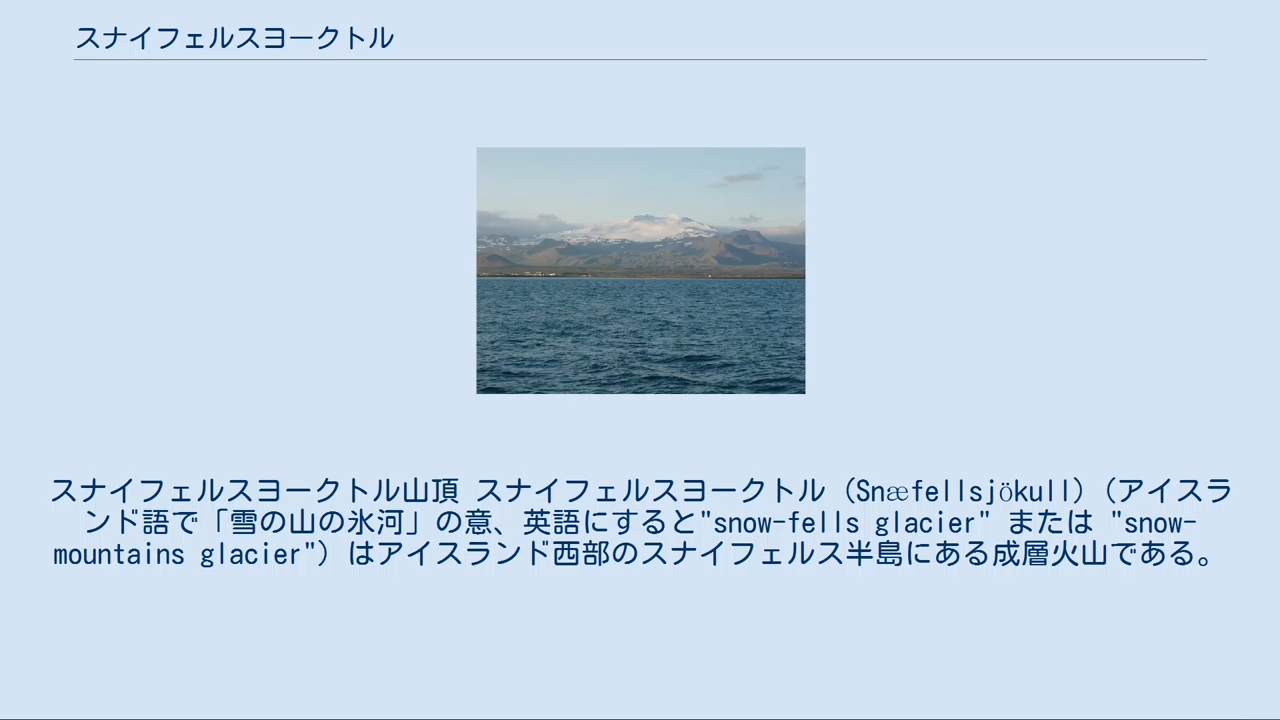 スナイフェルスヨークトル
スナイフェルスヨークトル山頂 スナイフェルスヨークトル（Snæfellsjökull）（アイスラ
ンド語で「雪の山の氷河」の意、英語にすると"snow-fells glacier" または "snow-
mountains glacier"）はアイスランド西部のスナイフェルス半島にある成層火山である。